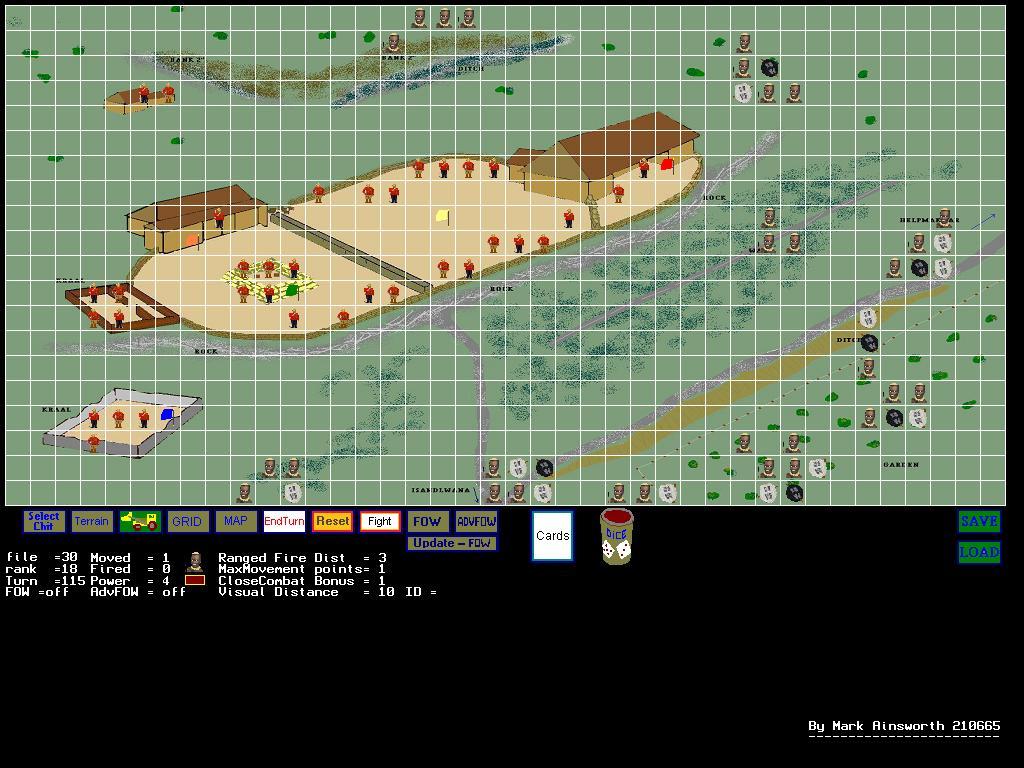 BANK 2"
BANK 2"
DITCH
ROCK
ROCK
DITCH
ROCK
KRAAL
GARDEN
ISANDLWANA
Select Chit
Terrain
GRID
MAP
EndTurn
Reset
Fight
FOW
ADVFOW
Update - FOW
Cards
DICE
SAVE
LOAD
file =30 Moved = 1 Ranged Fire Dist = 3
rank =18 Fired = 0 MaxMovement points= 1
Turn =115 Power = 4 CloseCombat Bonus = 1
FOW =off AdvFOW = off Visual Distance = 10 ID =
By Mark Ainsworth 210665